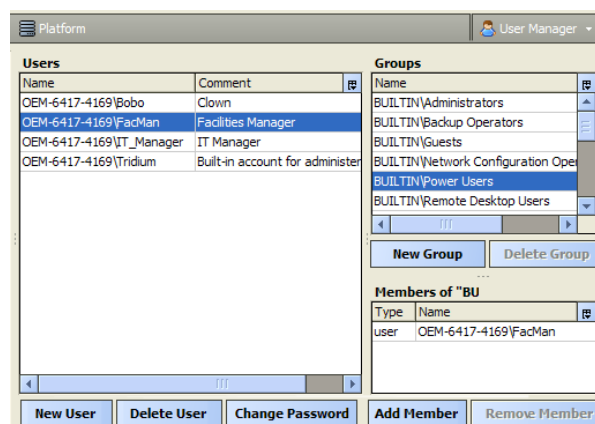 Platform
User Manager
Users
Name Comment
OEM-6417-4169\Bobo Clown
OEM-6417-4169\FacMan Facilities Manager
OEM-6417-4169\IT_Manager IT Manager
OEM-6417-4169\Tridium Built-in account for administer
New User Delete User Change Password
Groups
Name
BUILTIN\Administrators
BUILTIN\Backup Operators
BUILTIN\Guests
BUILTIN\Network Configuration Oper
BUILTIN\Power Users
BUILTIN\Remote Desktop Users
New Group Delete Group
Members of "BU
Type Name
user OEM-6417-4169\FacMan
Add Member Remove Member